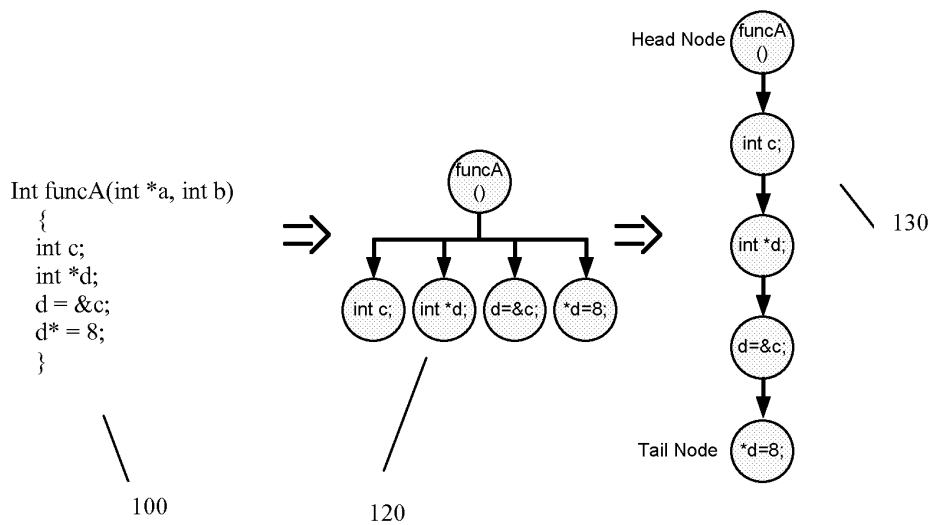 Int funcA(int *a, int b)
{
int c;
int *d;
d = &c;
d* = 8;
}
100
funcA
()
int c;
int *d;
d=&c;
*d=8;
120
Head Node
funcA
()
int c;
int *d;
d=&c;
Tail Node
*d=8;
130